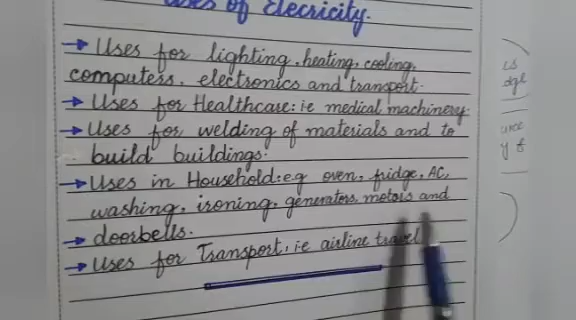 Uses of Elecricity.
→ Uses for lighting, heating, cooling,
computers, electronics and transport.
→ Uses for Healthcare: ie medical machinery
→ Uses for welding of materials and to
build buildings.
→ Uses in Household: e.g oven, fridge, AC,
washing, ironing, generators, motors and
→ doorbells.
→ Uses for Transport, i.e airline travel